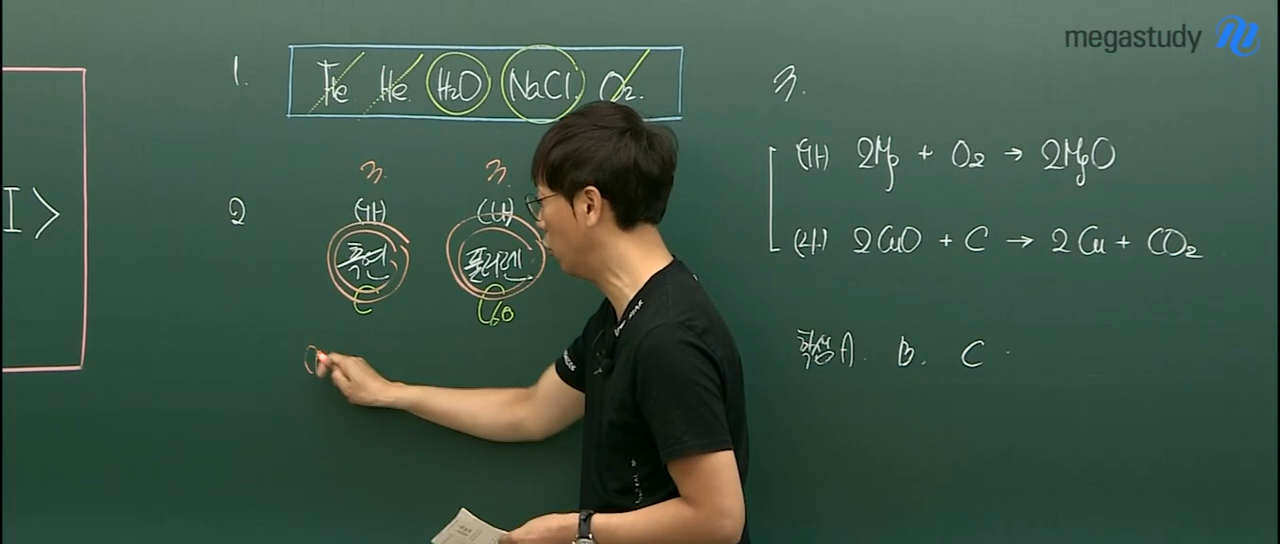 megastudy
I>
1. Fe He H₂O NaCl. O₂.
2 3. 3.
(가) (나)
흑연 풀러렌
C C₆₀
3.
(가) 2Mg + O₂ → 2MgO
(나) 2CuO + C → 2Cu + CO₂
학생 A. B. C.